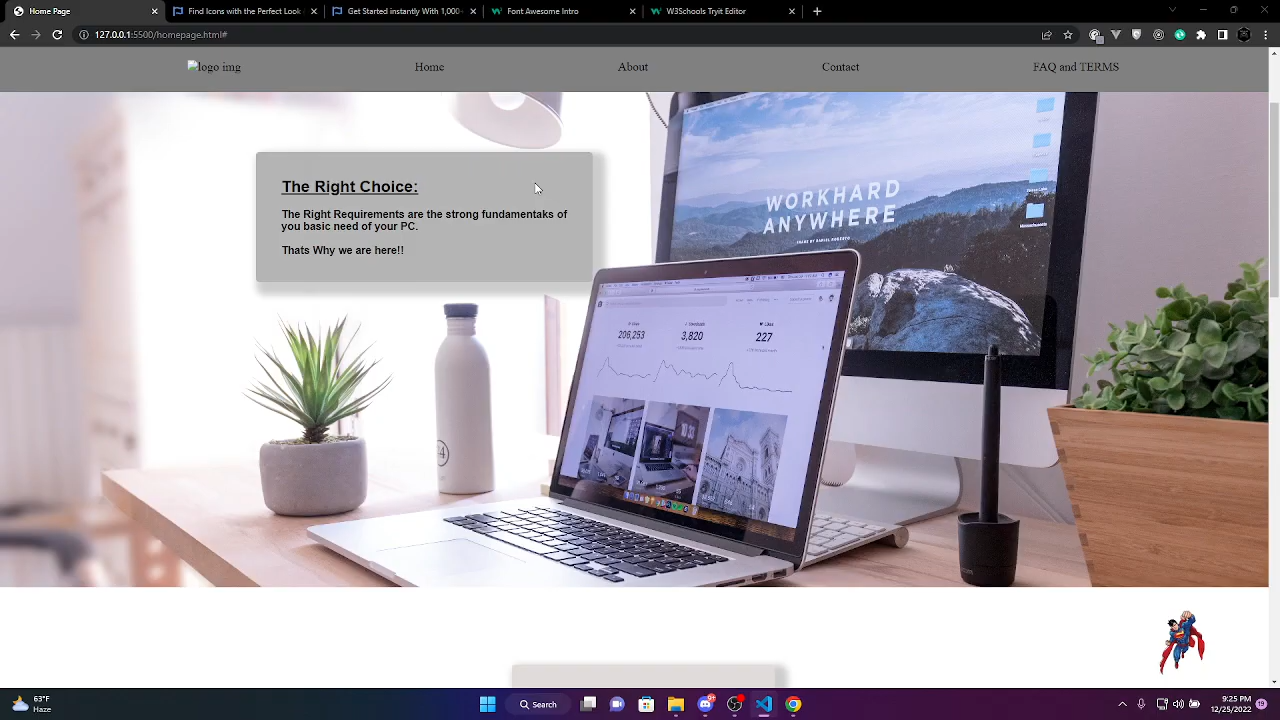 Home Page
Find Icons with the Perfect Look
Get Started instantly With 1,000+
Font Awesome Intro
W3Schools Tryit Editor
127.0.0.1:5500/homepage.html#
logo img
Home
About
Contact
FAQ and TERMS
The Right Choice:
The Right Requirements are the strong fundamentaks of
you basic need of your PC.
Thats Why we are here!!
WORKHARD
ANYWHERE
206,253
3,820
227
63°F
Haze
Search
9:25 PM
12/25/2022